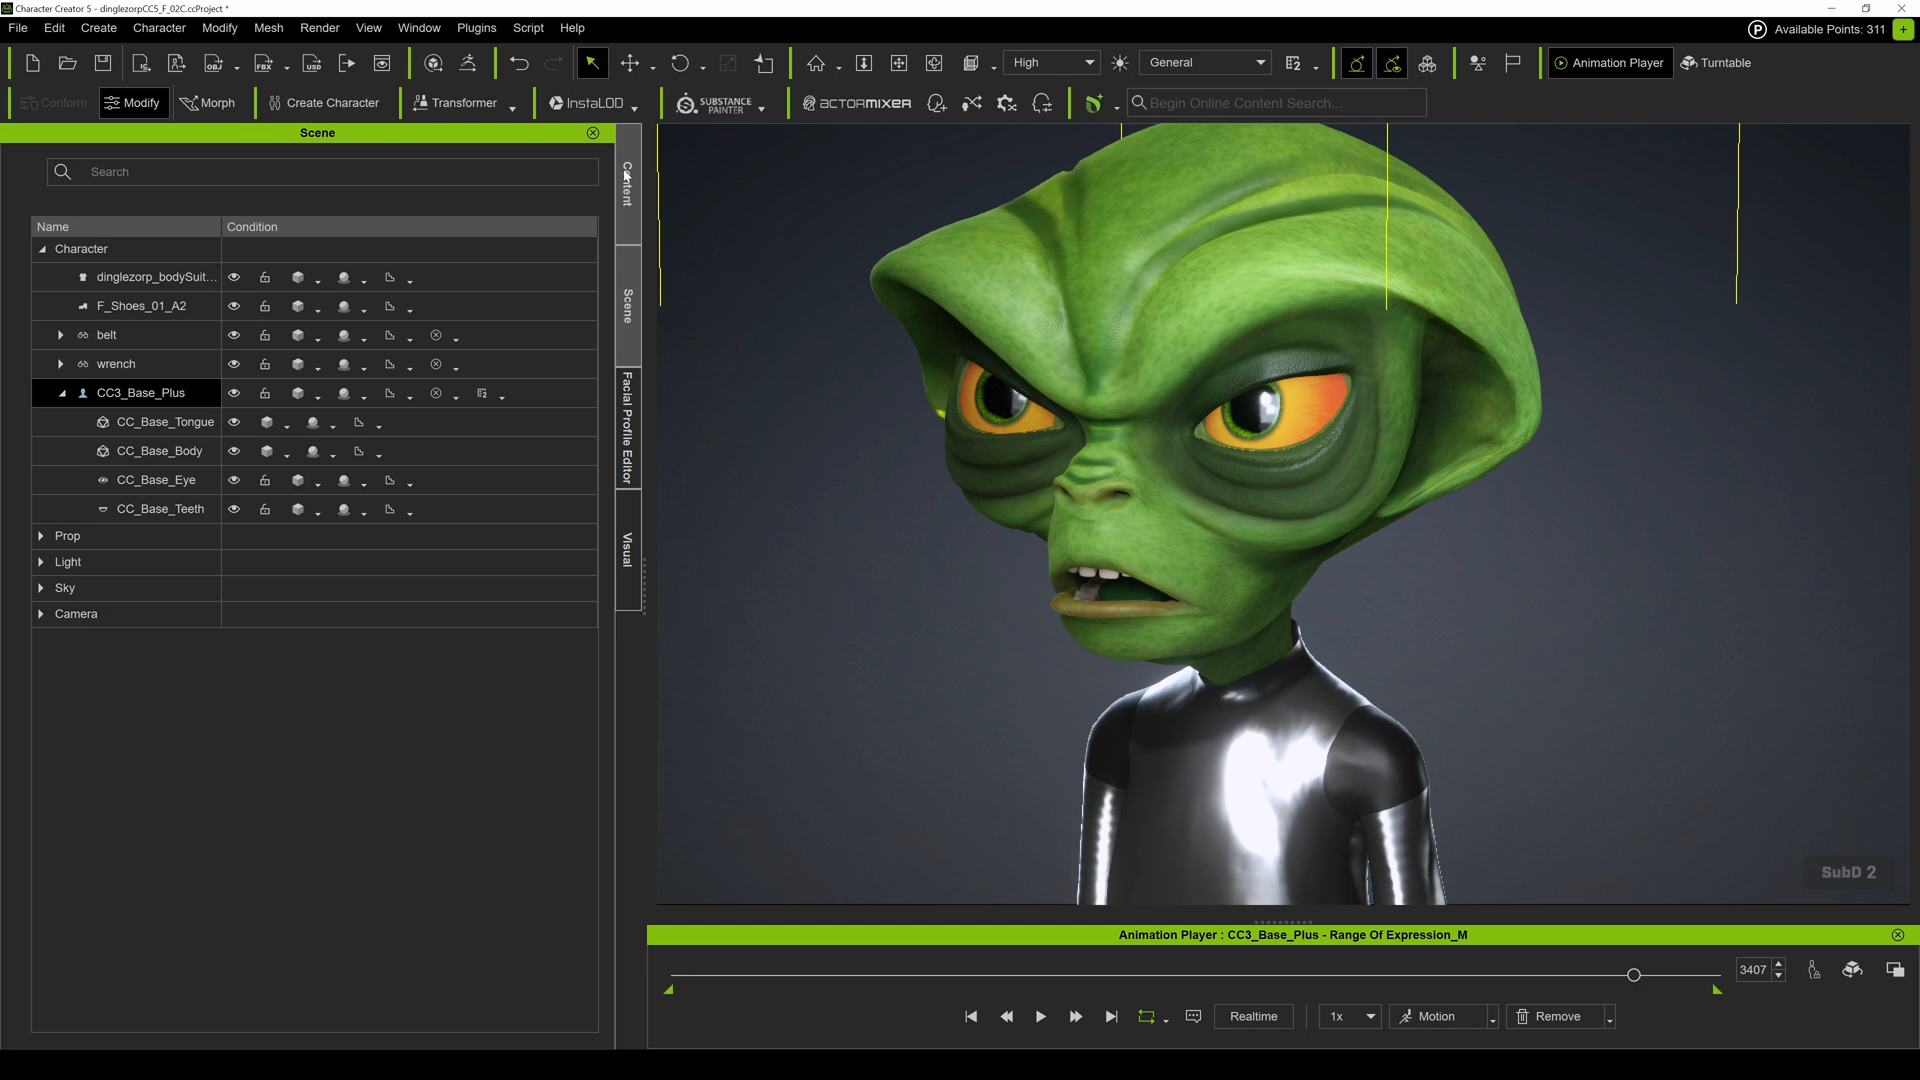 Character Creator 5 - dinglezorpCC5_F_02C.ccProject *
File Edit Create Character Modify Mesh Render View Window Plugins Script Help
P Available Points: 311 +
High General Animation Player Turntable
Conform Modify Morph Create Character Transformer InstaLOD SUBSTANCE PAINTER ACTORMIXER Begin Online Content Search...
Scene
Search
Name Condition
Character
dinglezorp_bodySuit...
F_Shoes_01_A2
belt
wrench
CC3_Base_Plus
CC_Base_Tongue
CC_Base_Body
CC_Base_Eye
CC_Base_Teeth
Prop
Light
Sky
Camera
Content
Scene
Facial Profile Editor
Visual
SubD 2
Animation Player : CC3_Base_Plus - Range Of Expression_M
3407
Realtime 1x Motion Remove